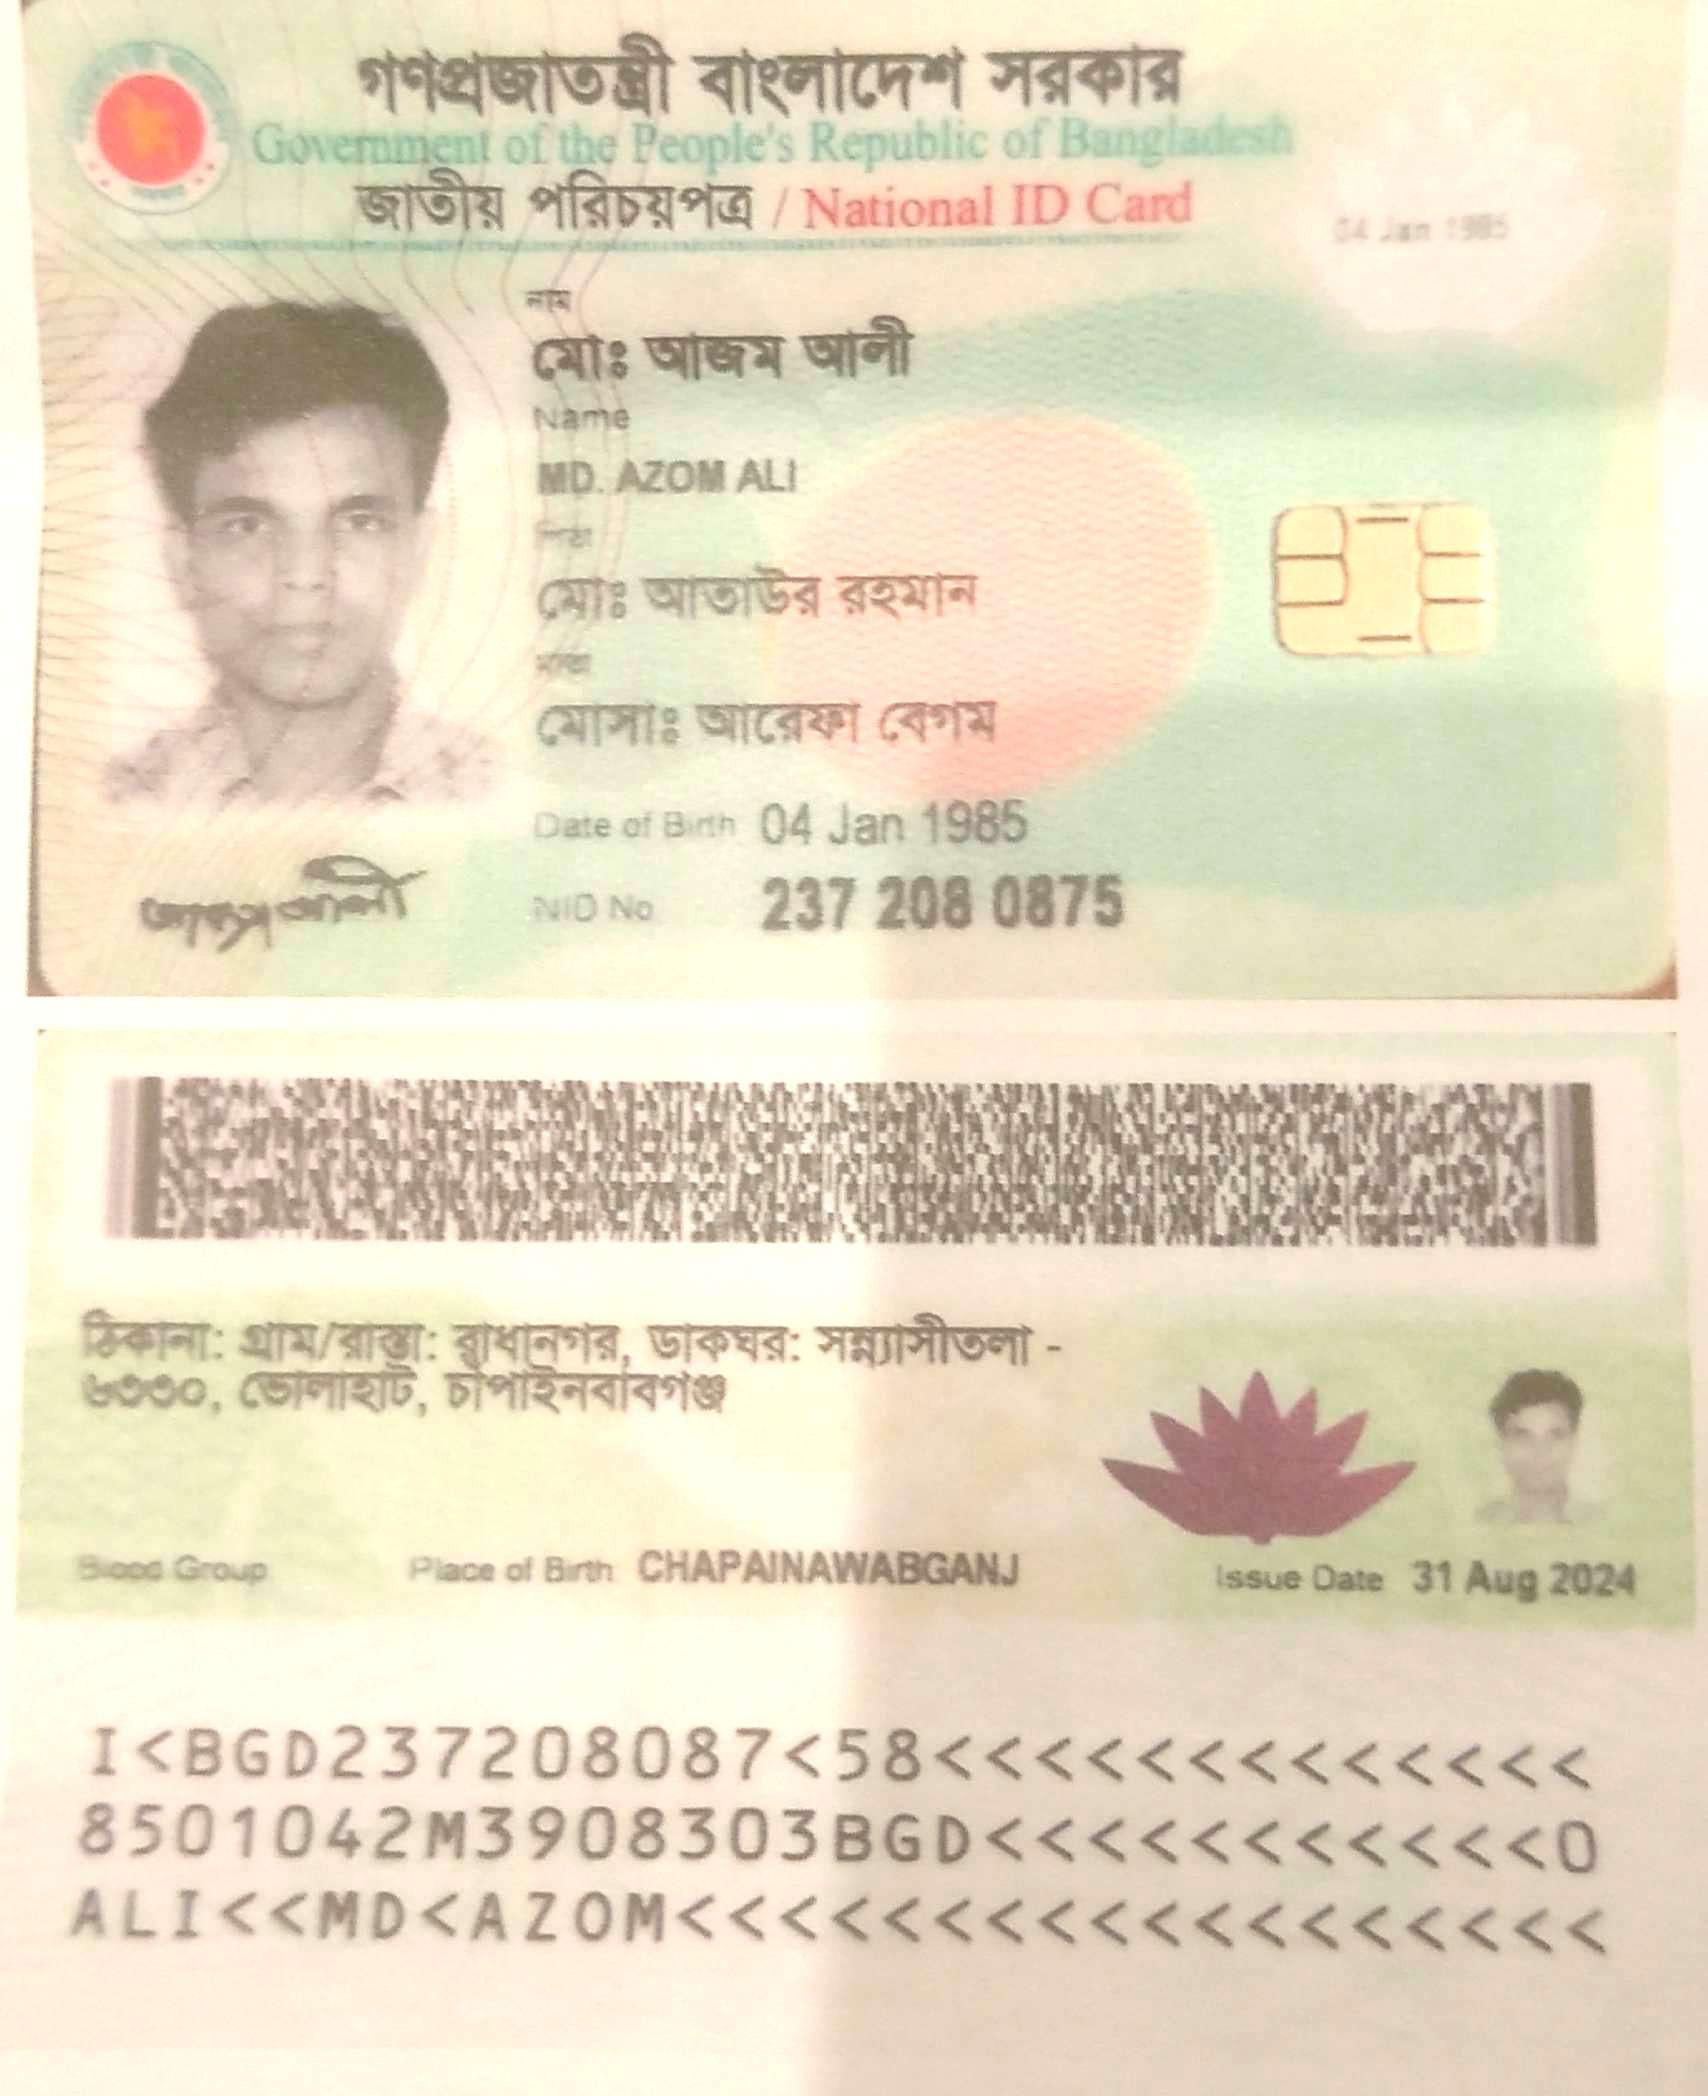 গণপ্রজাতন্ত্রী বাংলাদেশ সরকার
Government of the People's Republic of Bangladesh
জাতীয় পরিচয়পত্র / National ID Card
04 Jan 1985
নাম
মোঃ আজম আলী
Name
MD. AZOM ALI
পিতা
মোঃ আতাউর রহমান
মাতা
মোসাঃ আরেফা বেগম
Date of Birth 04 Jan 1985
NID No. 237 208 0875
ঠিকানা: গ্রাম/রাস্তা: রাধানগর, ডাকঘর: সন্ন্যাসীতলা -
৬৩৩০, ভোলাহাট, চাঁপাইনবাবগঞ্জ
Blood Group Place of Birth CHAPAINAWABGANJ Issue Date 31 Aug 2024
I<BGD237208087<58<<<<<<<<<<<<<<
8501042M3908303BGD<<<<<<<<<<<0
ALI<<MD<AZOM<<<<<<<<<<<<<<<<<<